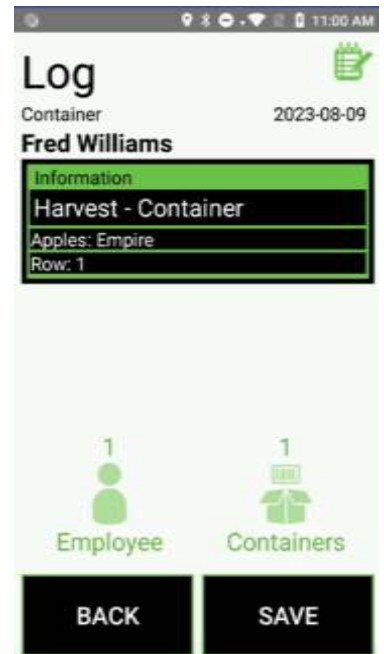 11:00 AM
Log
Container 2023-08-09
Fred Williams
Information
Harvest - Container
Apples: Empire
Row: 1
1 1
Employee Containers
BACK SAVE